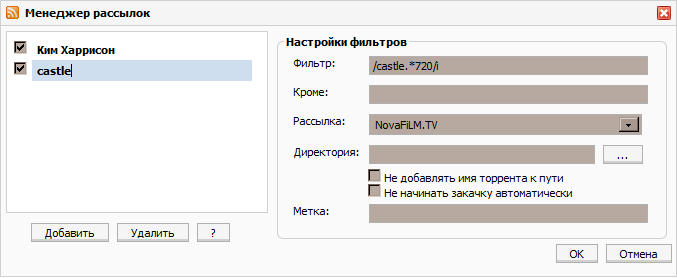 Менеджер рассылок
Ким Харрисон
castle
Настройки фильтров
Фильтр: /castle.*720/i
Кроме:
Рассылка: NovaFiLM.TV
Директория: ...
Не добавлять имя торрента к пути
Не начинать закачку автоматически
Метка:
Добавить Удалить ?
OK Отмена